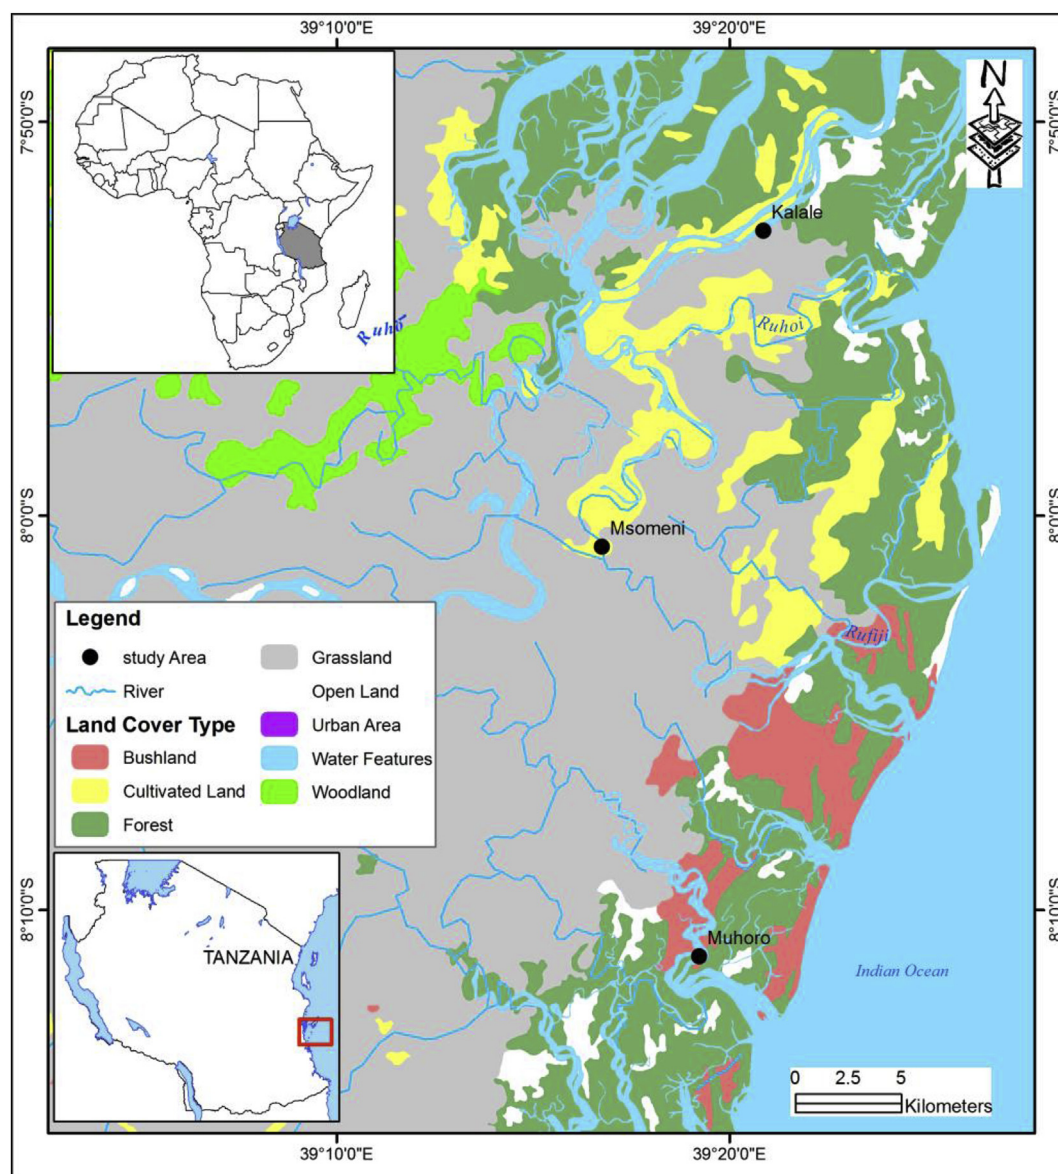 39°10'0"E
39°20'0"E
7°50'0"S
7°50'0"S
N
Kalale
Ruhoi
Ruhoi
8°0'0"S
8°0'0"S
Msomeni
Rufiji
Legend
study Area
River
Land Cover Type
Bushland
Cultivated Land
Forest
Grassland
Open Land
Urban Area
Water Features
Woodland
8°10'0"S
8°10'0"S
Muhoro
TANZANIA
Indian Ocean
0 2.5 5
Kilometers
39°10'0"E
39°20'0"E